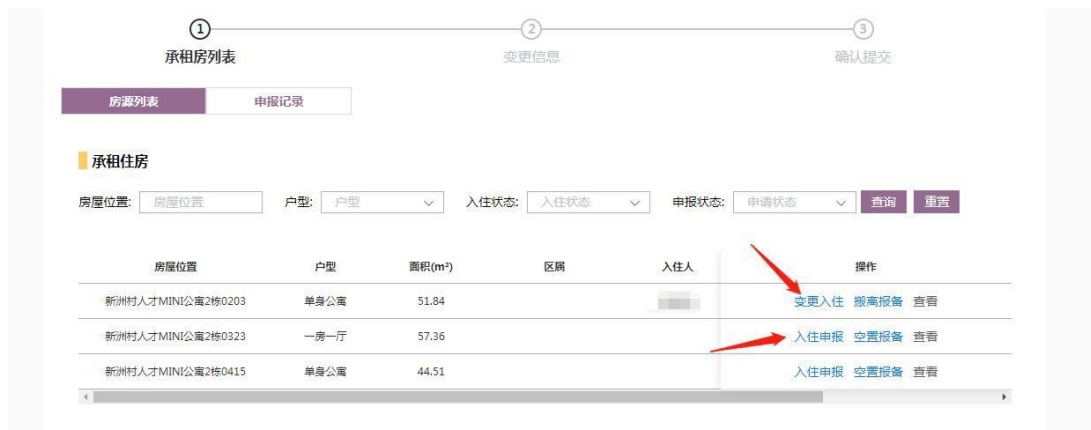 ① ② ③
承租房列表 变更信息 确认提交
房源列表 申报记录
承租住房
房屋位置: 房屋位置 户型: 户型 入住状态: 入住状态 申报状态: 申请状态 查询 重置
房屋位置 户型 面积(m²) 区属 入住人 操作
新洲村人才MINI公寓2栋0203 单身公寓 51.84 变更入住 搬离报备 查看
新洲村人才MINI公寓2栋0323 一房一厅 57.36 入住申报 空置报备 查看
新洲村人才MINI公寓2栋0415 单身公寓 44.51 入住申报 空置报备 查看